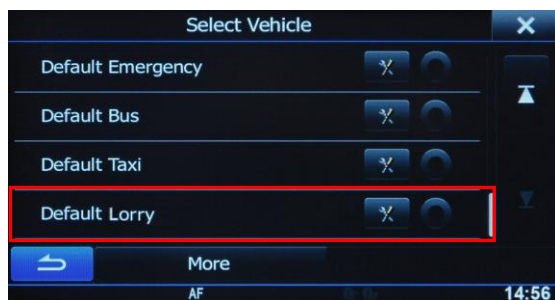 Select Vehicle
Default Emergency
Default Bus
Default Taxi
Default Lorry
More
AF
14:56